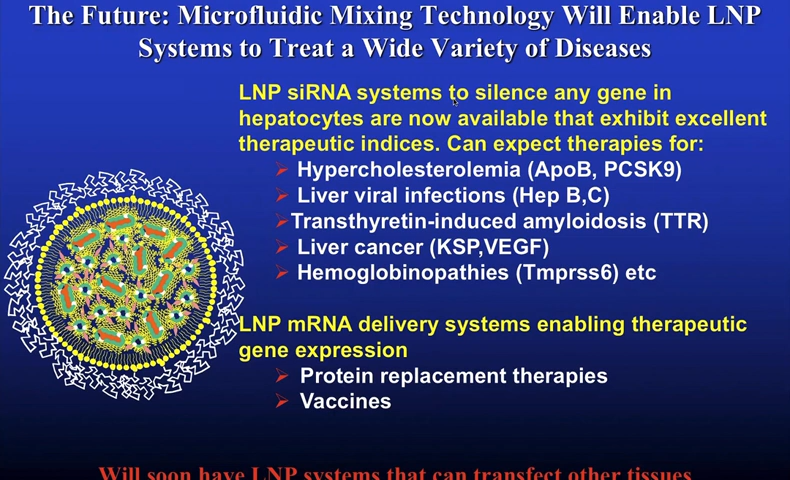 The Future: Microfluidic Mixing Technology Will Enable LNP
Systems to Treat a Wide Variety of Diseases
LNP siRNA systems to silence any gene in
hepatocytes are now available that exhibit excellent
therapeutic indices. Can expect therapies for:
Hypercholesterolemia (ApoB, PCSK9)
Liver viral infections (Hep B,C)
Transthyretin-induced amyloidosis (TTR)
Liver cancer (KSP,VEGF)
Hemoglobinopathies (Tmprss6) etc
LNP mRNA delivery systems enabling therapeutic
gene expression
Protein replacement therapies
Vaccines
Will soon have LNP systems that can transfect other tissues